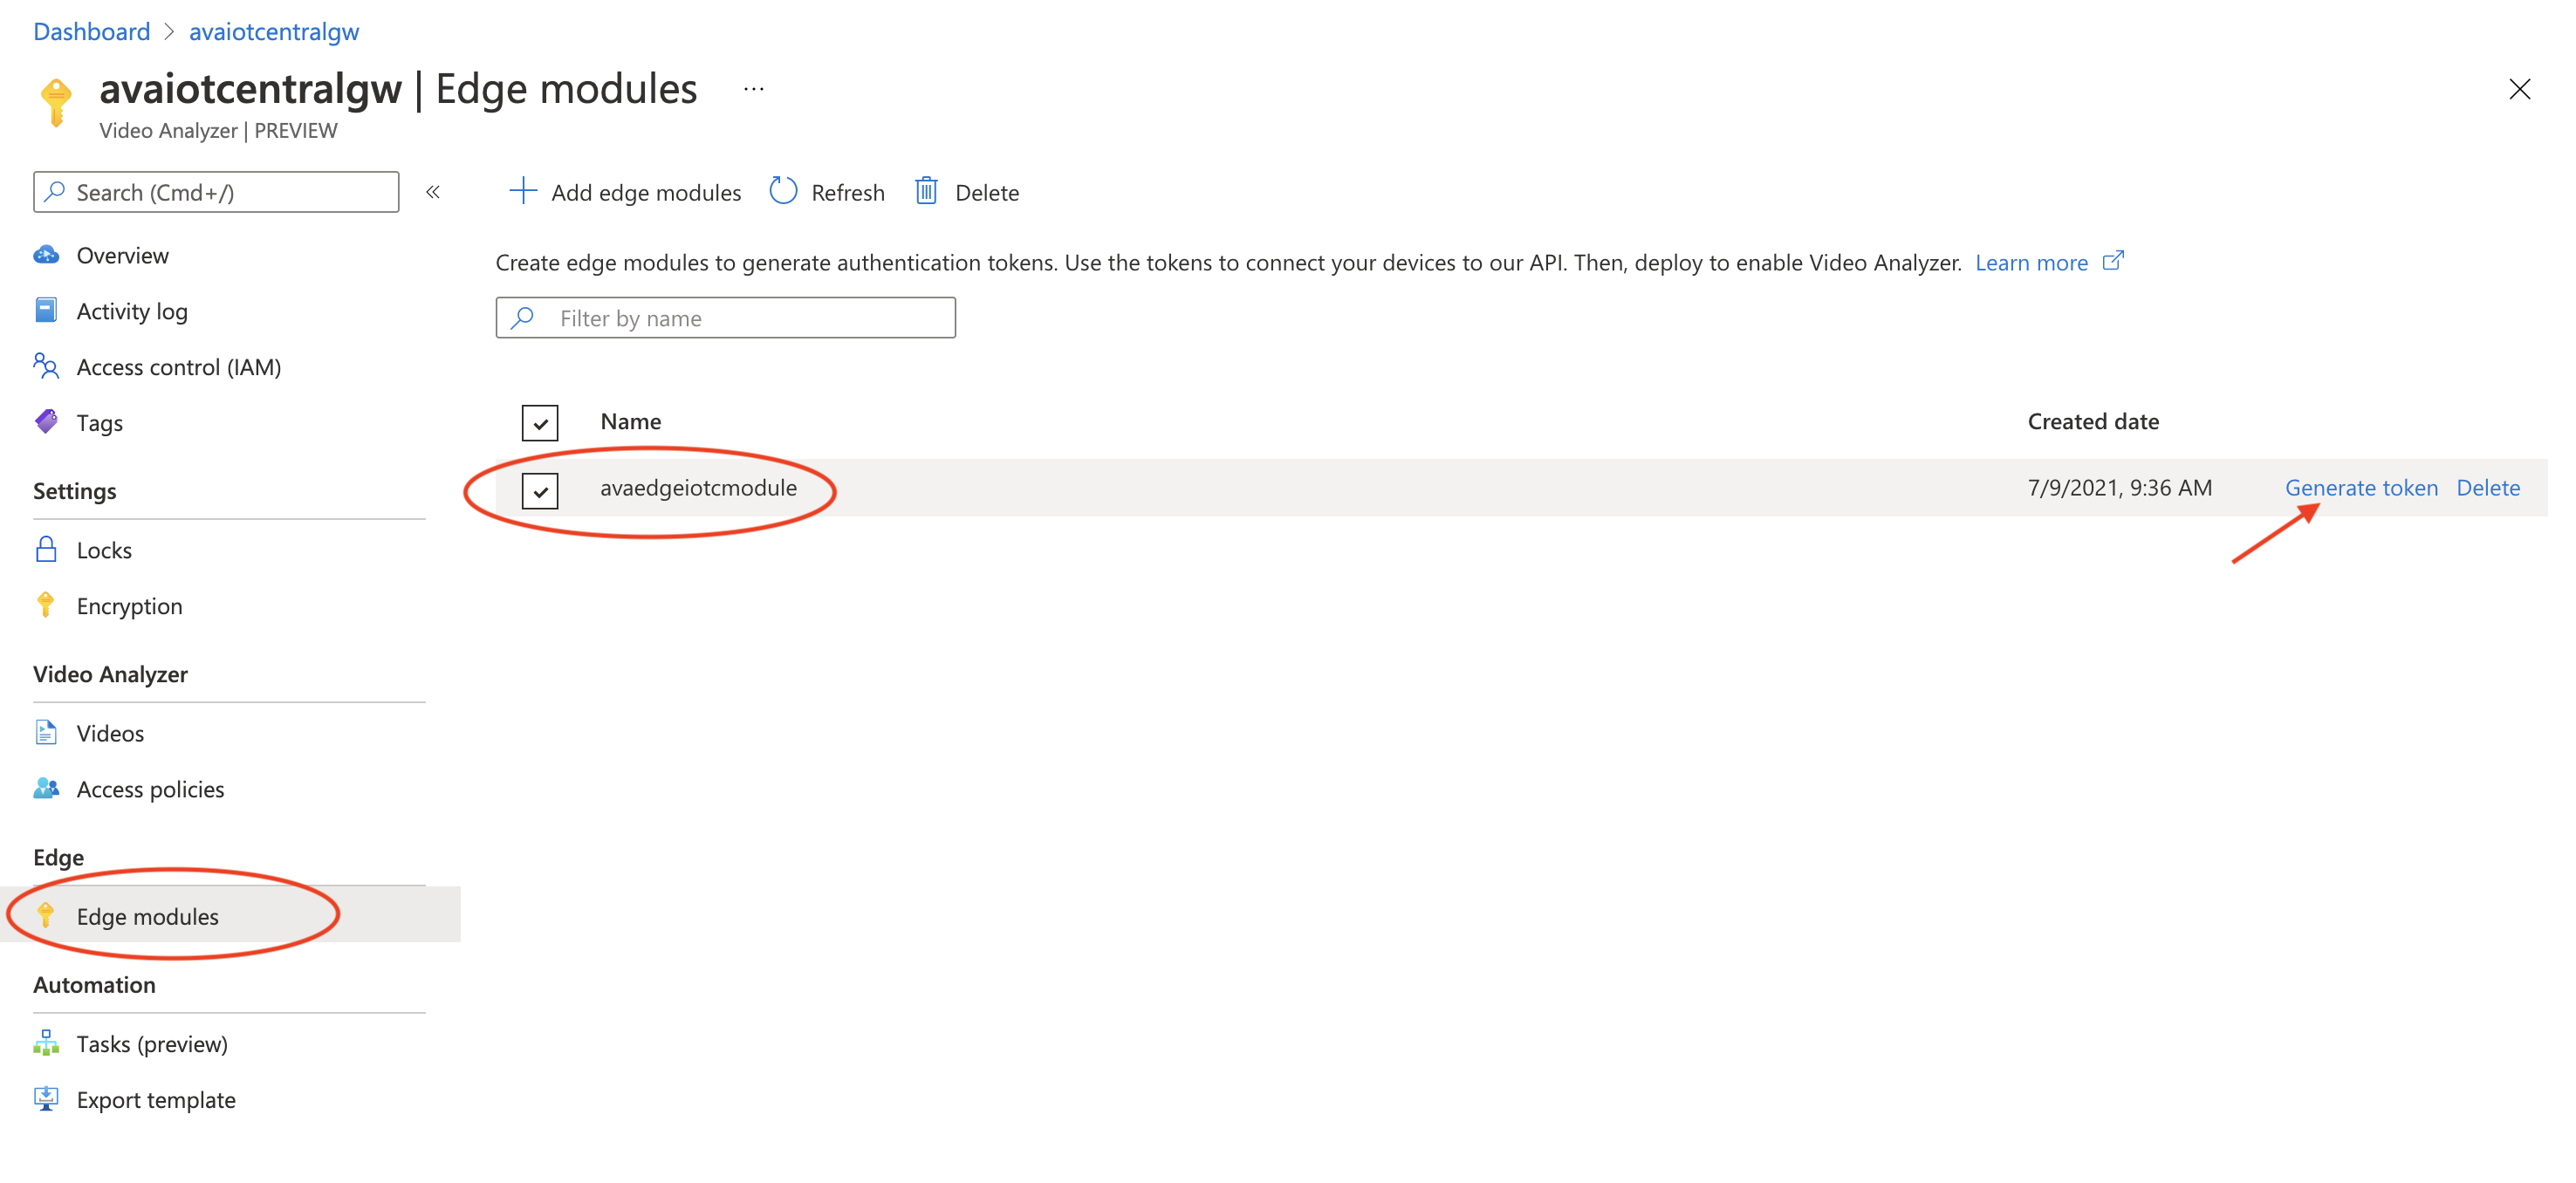 Dashboard > avaiotcentralgw
avaiotcentralgw | Edge modules ...
Video Analyzer | PREVIEW
Search (Cmd+/)
«
Overview
Activity log
Access control (IAM)
Tags
Settings
Locks
Encryption
Video Analyzer
Videos
Access policies
Edge
Edge modules
Automation
Tasks (preview)
Export template
Add edge modules Refresh Delete
Create edge modules to generate authentication tokens. Use the tokens to connect your devices to our API. Then, deploy to enable Video Analyzer. Learn more
Filter by name
Name Created date
avaedgeiotcmodule 7/9/2021, 9:36 AM Generate token Delete